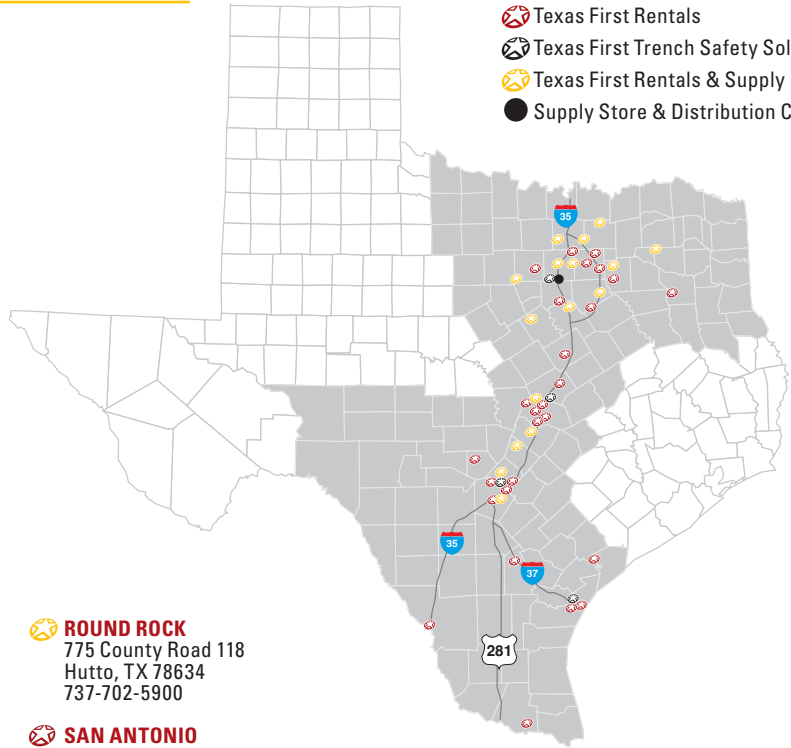 Texas First Rentals
Texas First Trench Safety Sol
Texas First Rentals & Supply
Supply Store & Distribution C
35
35
37
281
ROUND ROCK
775 County Road 118
Hutto, TX 78634
737-702-5900
SAN ANTONIO